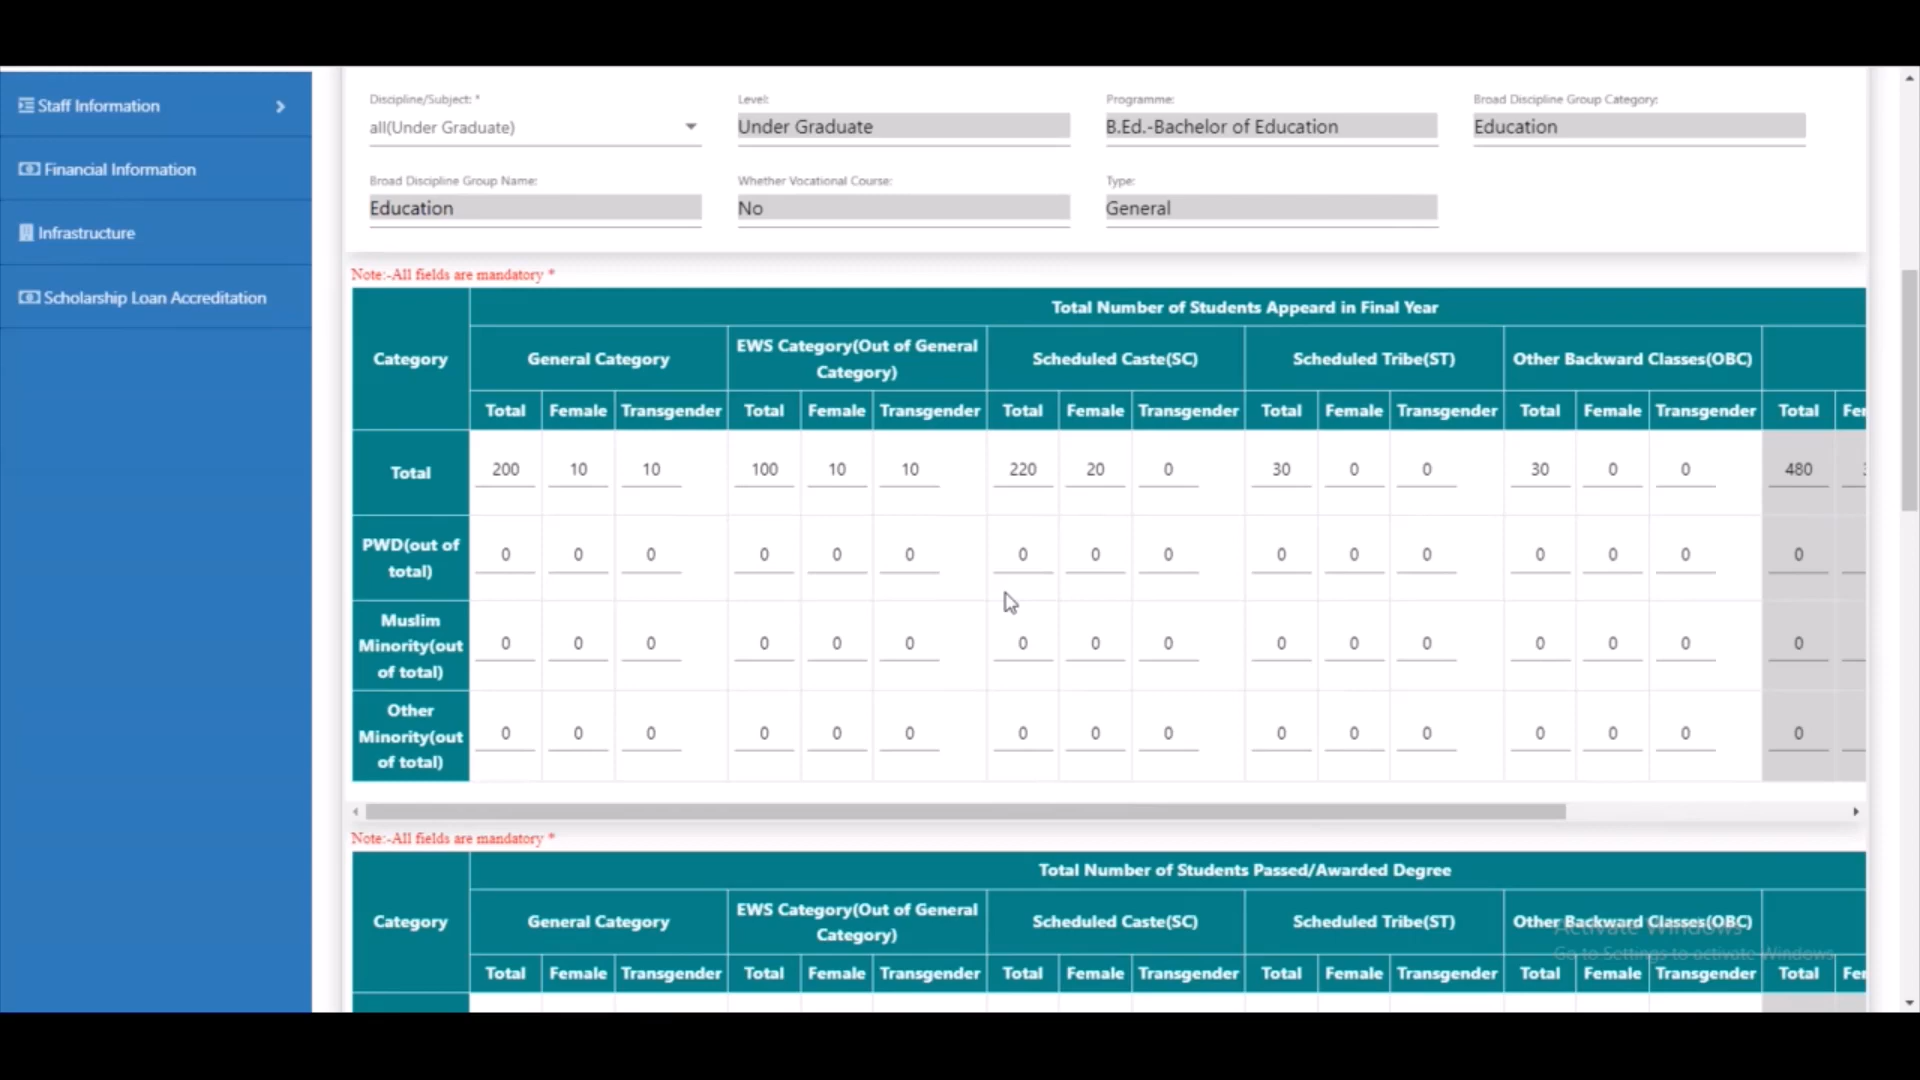 Staff Information
Financial Information
Infrastructure
Scholarship Loan Accreditation
Discipline/Subject: * Level: Programme: Broad Discipline Group Category:
all(Under Graduate) Under Graduate B.Ed.-Bachelor of Education Education
Broad Discipline Group Name: Whether Vocational Course: Type:
Education No General
Note:-All fields are mandatory *
Total Number of Students Appeard in Final Year
Category General Category EWS Category(Out of General Category) Scheduled Caste(SC) Scheduled Tribe(ST) Other Backward Classes(OBC)
Total Female Transgender Total Female Transgender Total Female Transgender Total Female Transgender Total Female Transgender Total
Total 200 10 10 100 10 10 220 20 0 30 0 0 30 0 0 480
PWD(out of total) 0 0 0 0 0 0 0 0 0 0 0 0 0 0 0 0
Muslim Minority(out of total) 0 0 0 0 0 0 0 0 0 0 0 0 0 0 0 0
Other Minority(out of total) 0 0 0 0 0 0 0 0 0 0 0 0 0 0 0 0
Note:-All fields are mandatory *
Total Number of Students Passed/Awarded Degree
Category General Category EWS Category(Out of General Category) Scheduled Caste(SC) Scheduled Tribe(ST) Other Backward Classes(OBC)
Activate Windows
Go to Settings to activate Windows
Total Female Transgender Total Female Transgender Total Female Transgender Total Female Transgender Total Female Transgender Total